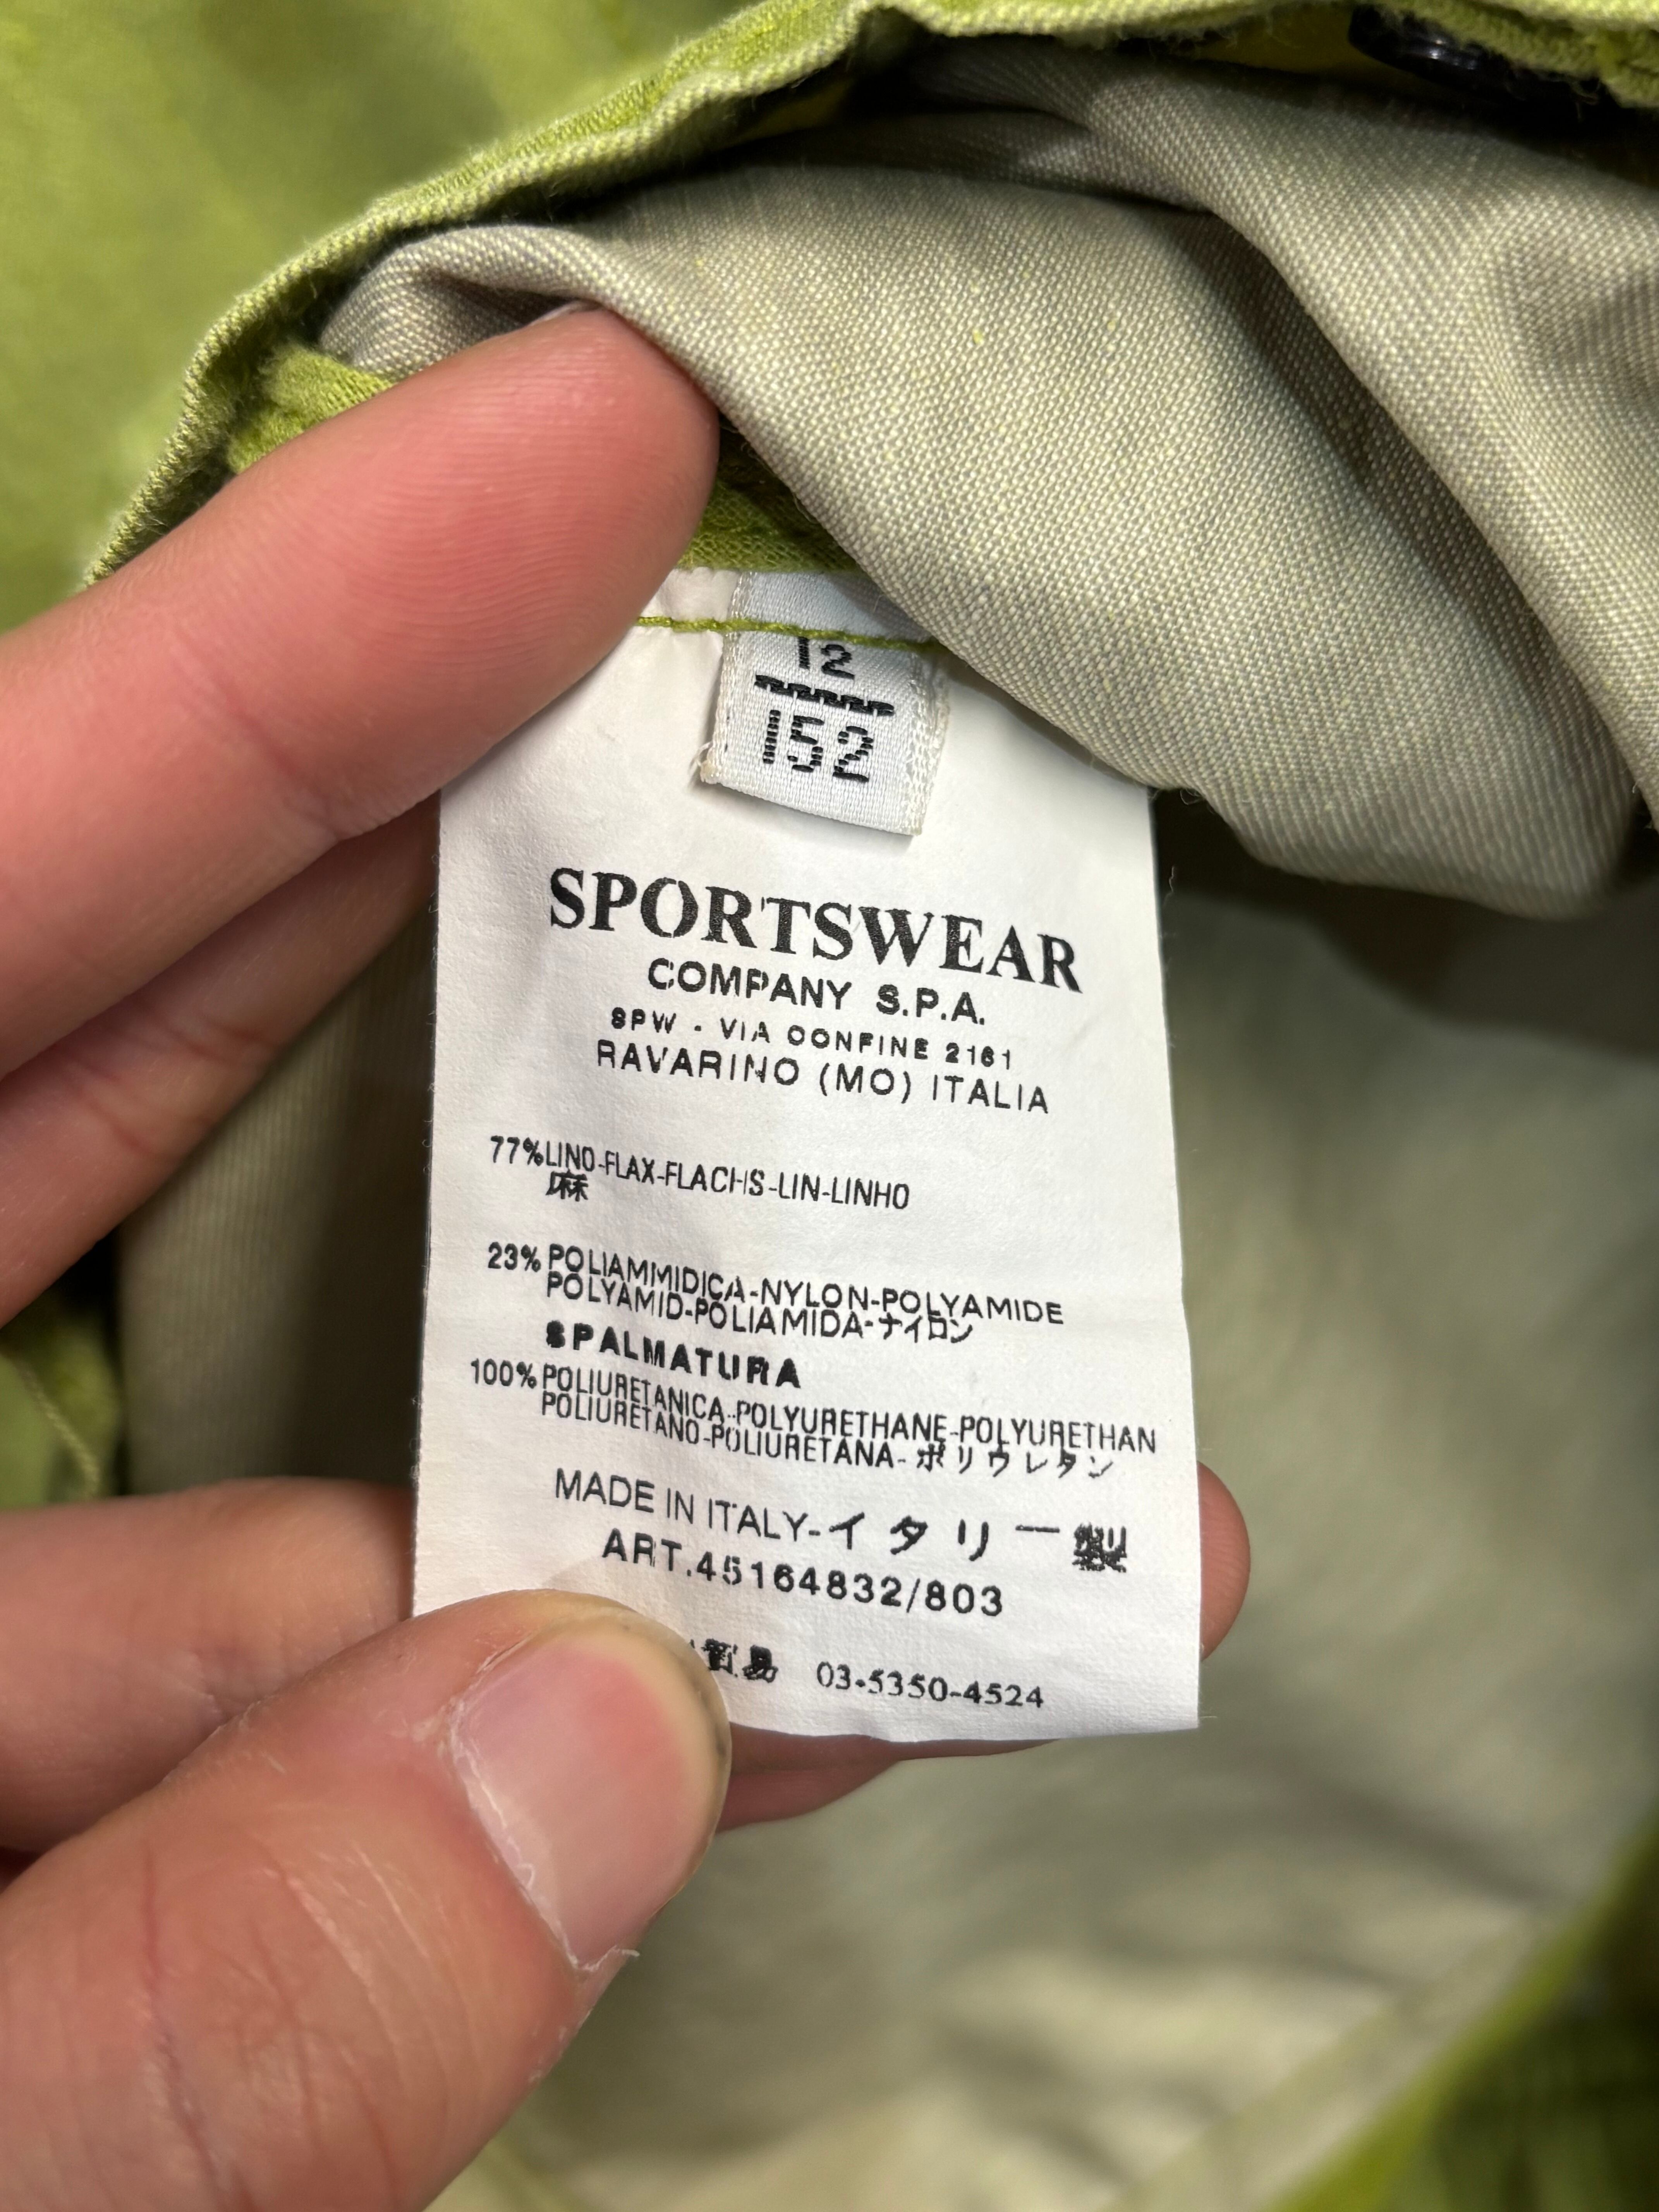 12
152
SPORTSWEAR
COMPANY S.P.A.
SPW - VIA CONFINE 2161
RAVARINO (MO) ITALIA
77% LINO-FLAX-FLACHS-LIN-LINHO
麻
23% POLIAMMIDICA-NYLON-POLYAMIDE
POLYAMID-POLIAMIDA-ナイロン
SPALMATURA
100% POLIURETANICA-POLYURETHANE-POLYURETHAN
POLIURETANO-POLIURETANA-ポリウレタン
MADE IN ITALY-イタリー製
ART.45164832/803
貿易 03-5350-4524